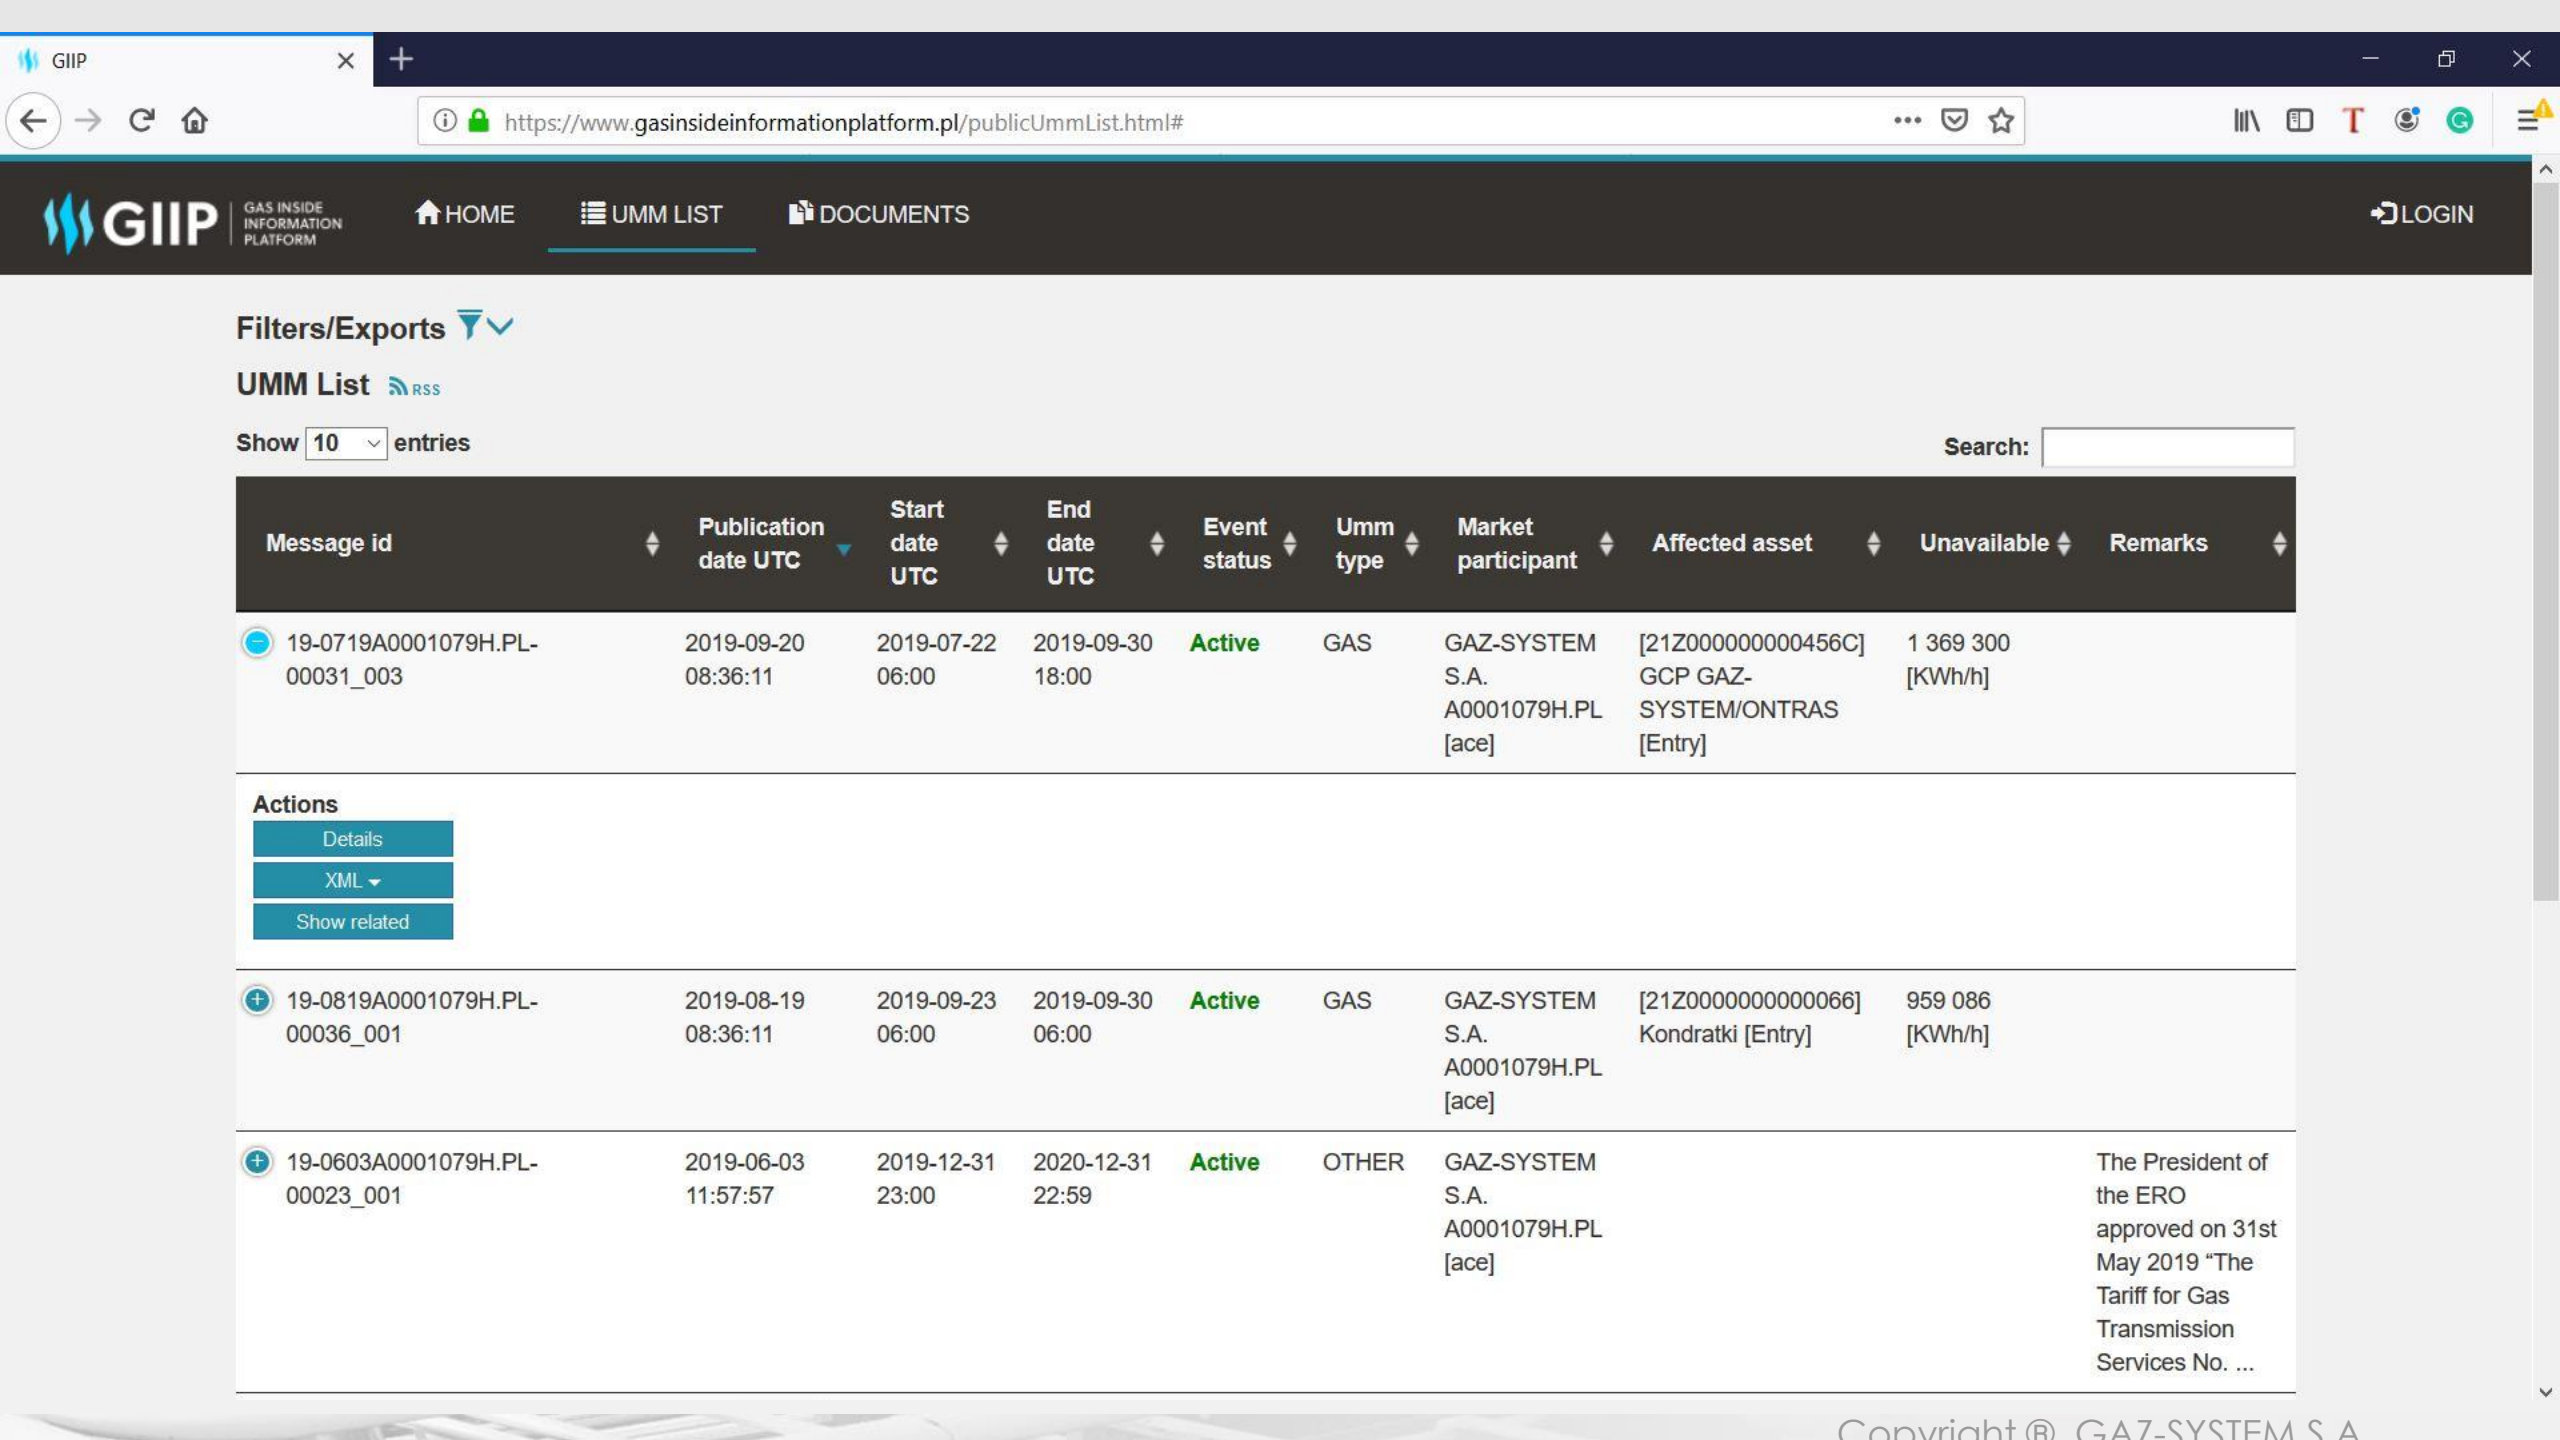 GIIP
https://www.gasinsideinformationplatform.pl/publicUmmList.html#
GIIP GAS INSIDE
INFORMATION
PLATFORM
HOME UMM LIST DOCUMENTS LOGIN
Filters/Exports
UMM List RSS
Show 10 entries Search:
Message id
Publication
date UTC
Start
date
UTC
End
date
UTC
Event
status
Umm
type
Market
participant
Affected asset
Unavailable
Remarks
19-0719A0001079H.PL-
00031_003
2019-09-20
08:36:11
2019-07-22
06:00
2019-09-30
18:00
Active
GAS
GAZ-SYSTEM
S.A.
A0001079H.PL
[ace]
[21Z000000000456C]
GCP GAZ-
SYSTEM/ONTRAS
[Entry]
1 369 300
[KWh/h]
Actions
Details
XML
Show related
19-0819A0001079H.PL-
00036_001
2019-08-19
08:36:11
2019-09-23
06:00
2019-09-30
06:00
Active
GAS
GAZ-SYSTEM
S.A.
A0001079H.PL
[ace]
[21Z0000000000066]
Kondratki [Entry]
959 086
[KWh/h]
19-0603A0001079H.PL-
00023_001
2019-06-03
11:57:57
2019-12-31
23:00
2020-12-31
22:59
Active
OTHER
GAZ-SYSTEM
S.A.
A0001079H.PL
[ace]
The President of
the ERO
approved on 31st
May 2019 “The
Tariff for Gas
Transmission
Services No. ...
Copyright ® GAZ-SYSTEM S.A.